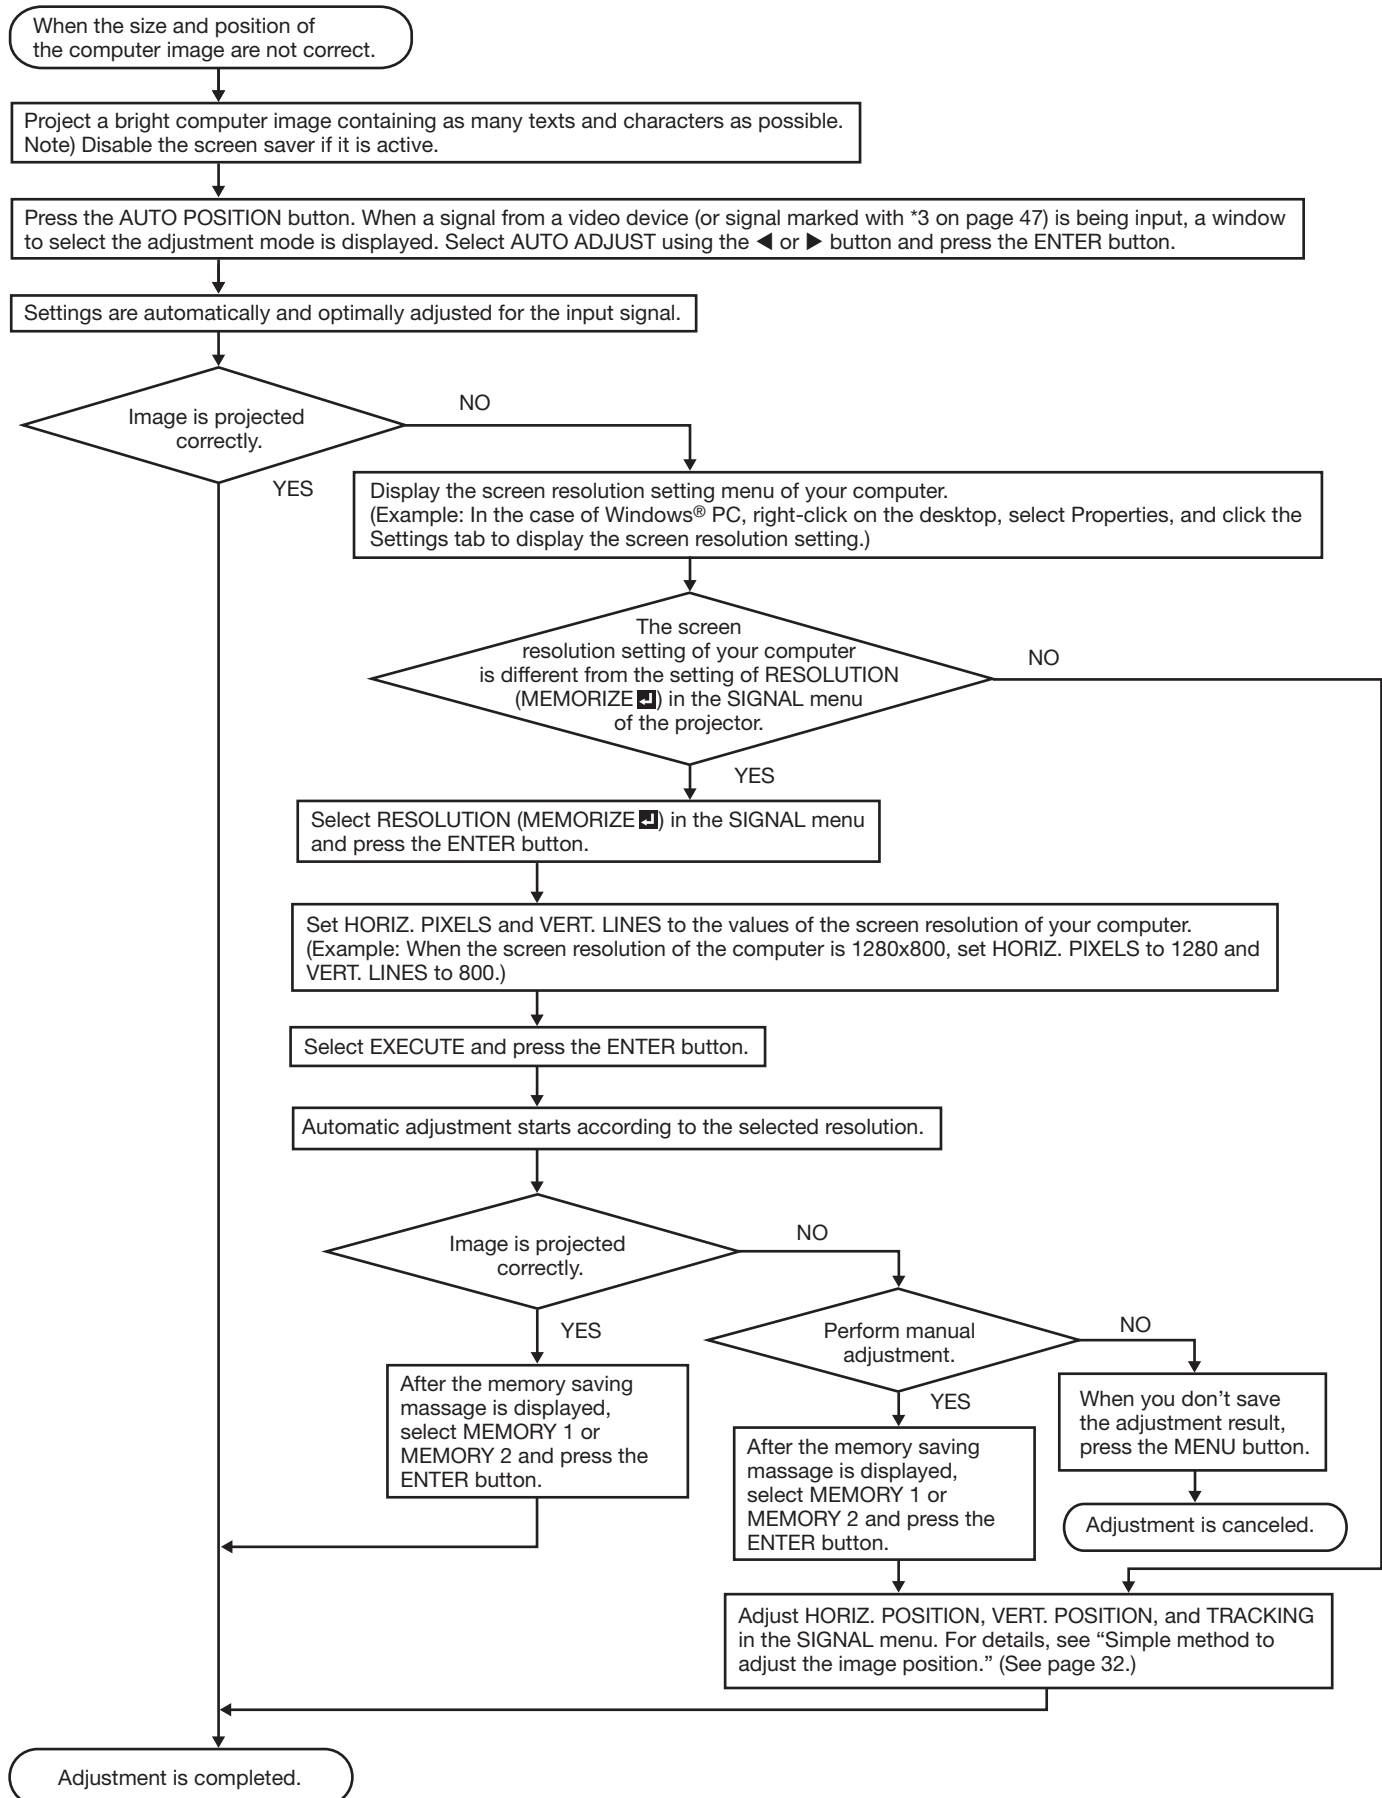 When the size and position of
the computer image are not correct.
Project a bright computer image containing as many texts and characters as possible.
Note) Disable the screen saver if it is active.
Press the AUTO POSITION button. When a signal from a video device (or signal marked with *3 on page 47) is being input, a window
to select the adjustment mode is displayed. Select AUTO ADJUST using the ◀ or ▶ button and press the ENTER button.
Settings are automatically and optimally adjusted for the input signal.
Image is projected
correctly.
NO
YES
Display the screen resolution setting menu of your computer.
(Example: In the case of Windows® PC, right-click on the desktop, select Properties, and click the
Settings tab to display the screen resolution setting.)
The screen
resolution setting of your computer
is different from the setting of RESOLUTION
(MEMORIZE ↵) in the SIGNAL menu
of the projector.
NO
YES
Select RESOLUTION (MEMORIZE ↵) in the SIGNAL menu
and press the ENTER button.
Set HORIZ. PIXELS and VERT. LINES to the values of the screen resolution of your computer.
(Example: When the screen resolution of the computer is 1280x800, set HORIZ. PIXELS to 1280 and
VERT. LINES to 800.)
Select EXECUTE and press the ENTER button.
Automatic adjustment starts according to the selected resolution.
Image is projected
correctly.
NO
YES
After the memory saving
massage is displayed,
select MEMORY 1 or
MEMORY 2 and press the
ENTER button.
Perform manual
adjustment.
NO
YES
After the memory saving
massage is displayed,
select MEMORY 1 or
MEMORY 2 and press the
ENTER button.
When you don't save
the adjustment result,
press the MENU button.
Adjustment is canceled.
Adjust HORIZ. POSITION, VERT. POSITION, and TRACKING
in the SIGNAL menu. For details, see “Simple method to
adjust the image position.” (See page 32.)
Adjustment is completed.